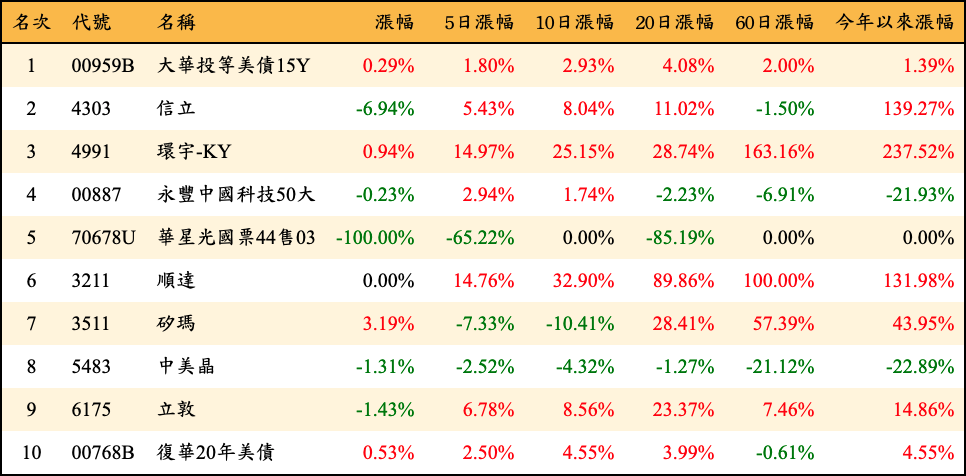 名次 代號 名稱 漲幅 5日漲幅 10日漲幅 20日漲幅 60日漲幅 今年以來漲幅
1 00959B 大華投等美債15Y 0.29% 1.80% 2.93% 4.08% 2.00% 1.39%
2 4303 信立 -6.94% 5.43% 8.04% 11.02% -1.50% 139.27%
3 4991 環宇-KY 0.94% 14.97% 25.15% 28.74% 163.16% 237.52%
4 00887 永豐中國科技50大 -0.23% 2.94% 1.74% -2.23% -6.91% -21.93%
5 70678U 華星光國票44售03 -100.00% -65.22% 0.00% -85.19% 0.00% 0.00%
6 3211 順達 0.00% 14.76% 32.90% 89.86% 100.00% 131.98%
7 3511 矽瑪 3.19% -7.33% -10.41% 28.41% 57.39% 43.95%
8 5483 中美晶 -1.31% -2.52% -4.32% -1.27% -21.12% -22.89%
9 6175 立敦 -1.43% 6.78% 8.56% 23.37% 7.46% 14.86%
10 00768B 復華20年美債 0.53% 2.50% 4.55% 3.99% -0.61% 4.55%